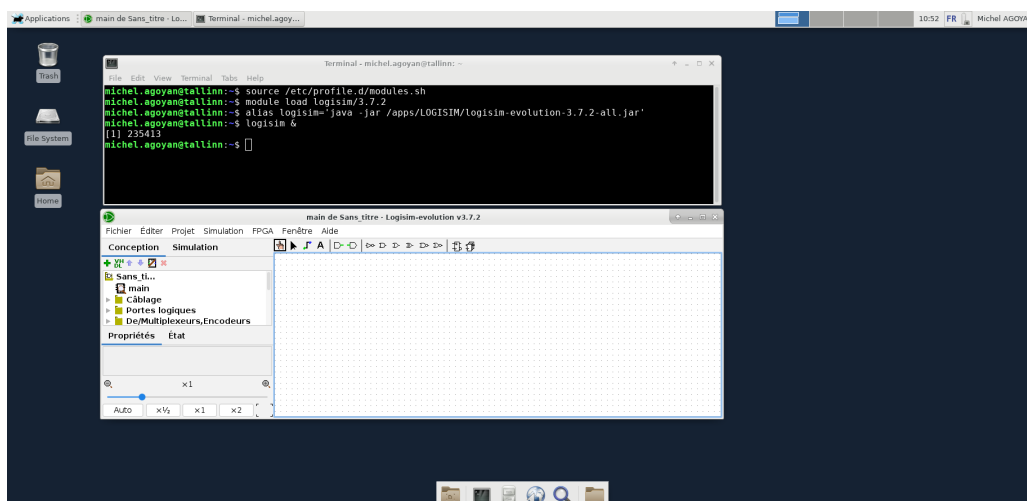 Applications main de Sans_titre - Lo... Terminal - michel.agoy... 10:52 FR Michel AGOYA
Trash
File System
Home
Terminal - michel.agoyan@tallinn: ~
File Edit View Terminal Tabs Help
michel.agoyan@tallinn:~$ source /etc/profile.d/modules.sh
michel.agoyan@tallinn:~$ module load logisim/3.7.2
michel.agoyan@tallinn:~$ alias logisim='java -jar /apps/LOGISIM/logisim-evolution-3.7.2-all.jar'
michel.agoyan@tallinn:~$ logisim &
[1] 235413
michel.agoyan@tallinn:~$
main de Sans_titre - Logisim-evolution v3.7.2
Fichier Éditer Projet Simulation FPGA Fenêtre Aide
Conception Simulation
A
VH
DL
Sans_ti...
main
Câblage
Portes logiques
De/Multiplexeurs,Encodeurs
Propriétés État
×1
Auto ×½ ×1 ×2